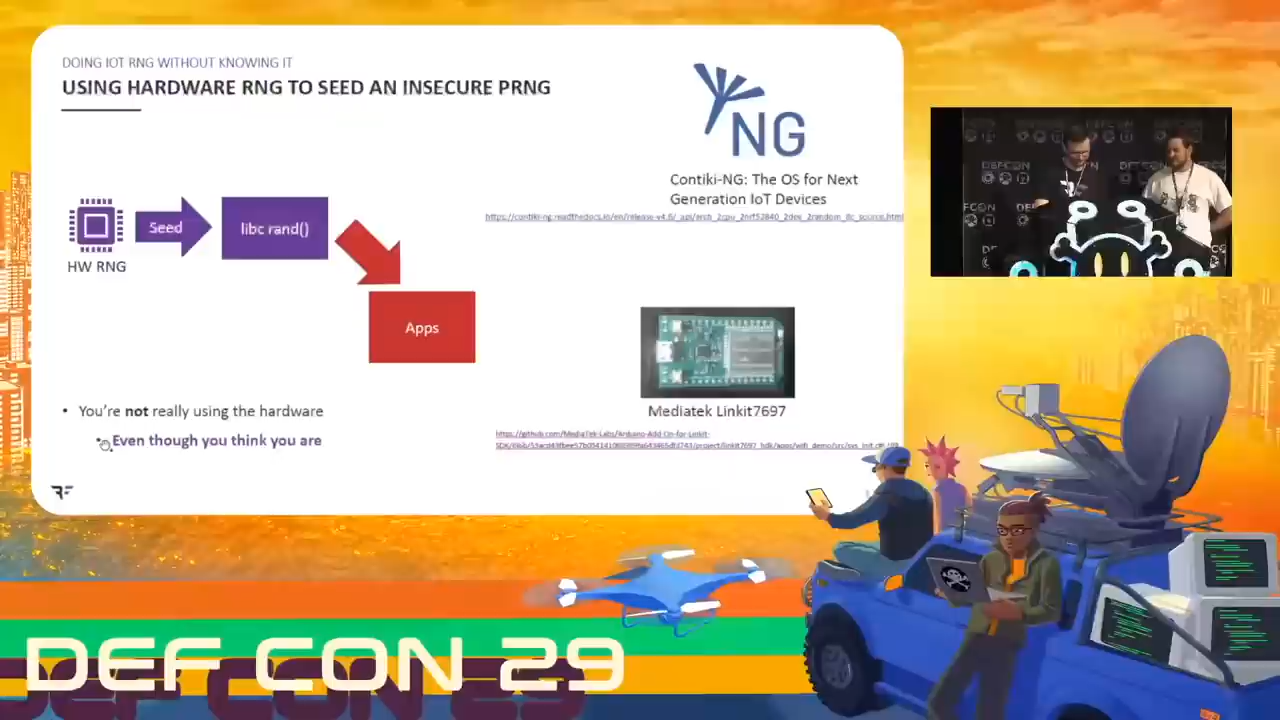 DOING IOT RNG WITHOUT KNOWING IT
USING HARDWARE RNG TO SEED AN INSECURE PRNG
NG
Contiki-NG: The OS for Next
Generation IoT Devices
Seed
libc rand()
HW RNG
Apps
Mediatek Linkit7697
• You're not really using the hardware
• Even though you think you are
DEFCON
DEF CON 29